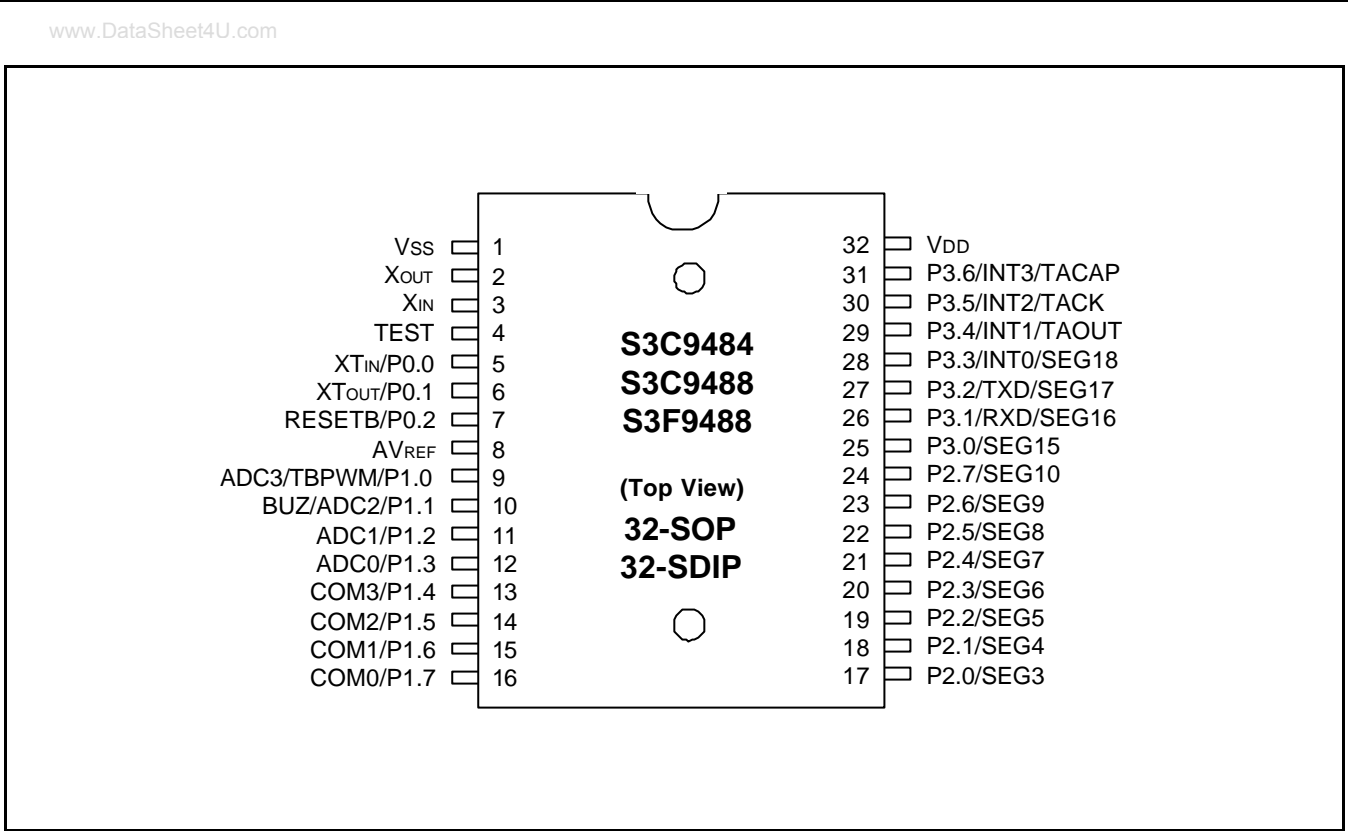 www.DataSheet4U.com
VSS 1
XOUT 2
XIN 3
TEST 4
XTIN/P0.0 5
XTOUT/P0.1 6
RESETB/P0.2 7
AVREF 8
ADC3/TBPWM/P1.0 9
BUZ/ADC2/P1.1 10
ADC1/P1.2 11
ADC0/P1.3 12
COM3/P1.4 13
COM2/P1.5 14
COM1/P1.6 15
COM0/P1.7 16
S3C9484
S3C9488
S3F9488
(Top View)
32-SOP
32-SDIP
32 VDD
31 P3.6/INT3/TACAP
30 P3.5/INT2/TACK
29 P3.4/INT1/TAOUT
28 P3.3/INT0/SEG18
27 P3.2/TXD/SEG17
26 P3.1/RXD/SEG16
25 P3.0/SEG15
24 P2.7/SEG10
23 P2.6/SEG9
22 P2.5/SEG8
21 P2.4/SEG7
20 P2.3/SEG6
19 P2.2/SEG5
18 P2.1/SEG4
17 P2.0/SEG3